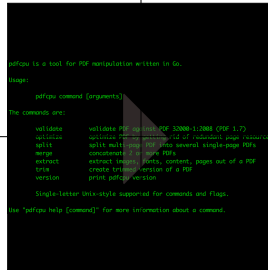 pdfcpu is a tool for PDF manipulation written in Go.
Usage:
pdfcpu command [arguments]
The commands are:
validate validate PDF against PDF 32000-1:2008 (PDF 1.7)
optimize optimize PDF by getting rid of redundant page resource
split split multi-page PDF into several single-page PDFs
merge concatenate 2 or more PDFs
extract extract images, fonts, content, pages out of a PDF
trim create trimmed version of a PDF
version print pdfcpu version
Single-letter Unix-style supported for commands and flags.
Use "pdfcpu help [command]" for more information about a command.